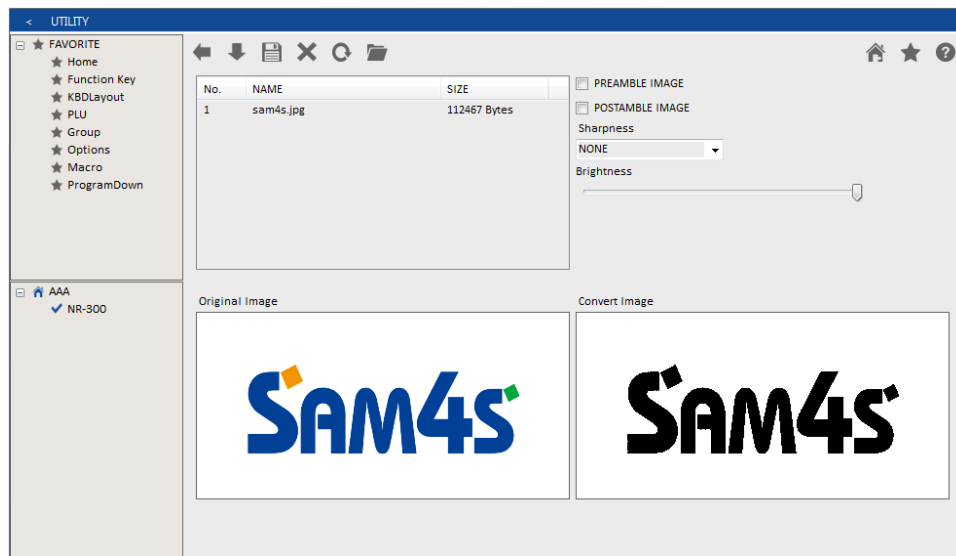 < UTILITY
FAVORITE
Home
Function Key
KBDLayout
PLU
Group
Options
Macro
ProgramDown
AAA
NR-300
No. NAME SIZE
1 sam4s.jpg 112467 Bytes
PREAMBLE IMAGE
POSTAMBLE IMAGE
Sharpness
NONE
Brightness
Original Image
SAM4S
Convert Image
SAM4S